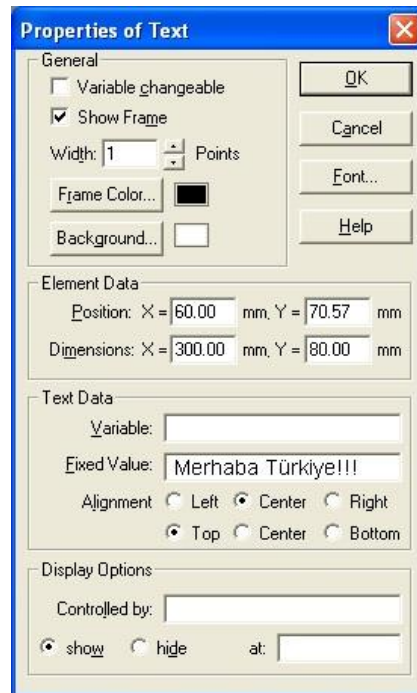 Properties of Text
General
Variable changeable
Show Frame
Width: 1 Points
Frame Color...
Background...
OK
Cancel
Font...
Help
Element Data
Position: X = 60.00 mm, Y = 70.57 mm
Dimensions: X = 300.00 mm, Y = 80.00 mm
Text Data
Variable:
Fixed Value: Merhaba Türkiye!!!
Alignment Left Center Right
Top Center Bottom
Display Options
Controlled by:
show hide at: